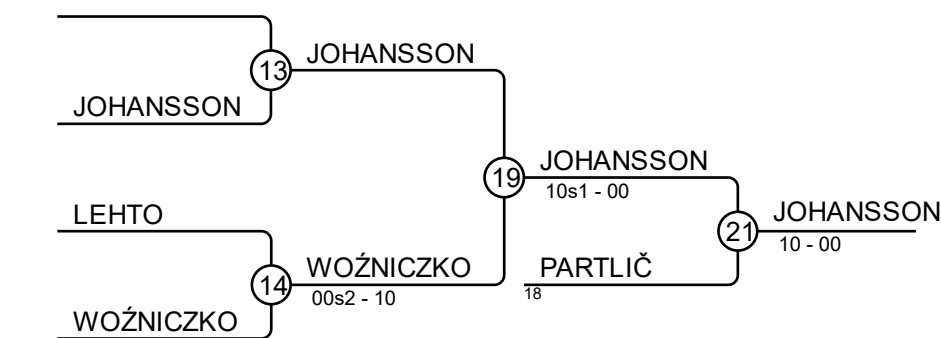 13
JOHANSSON
JOHANSSON
19
JOHANSSON
10s1 - 00
LEHTO
21
JOHANSSON
10 - 00
14
WOŹNICZKO
00s2 - 10
PARTLIČ
18
WOŹNICZKO